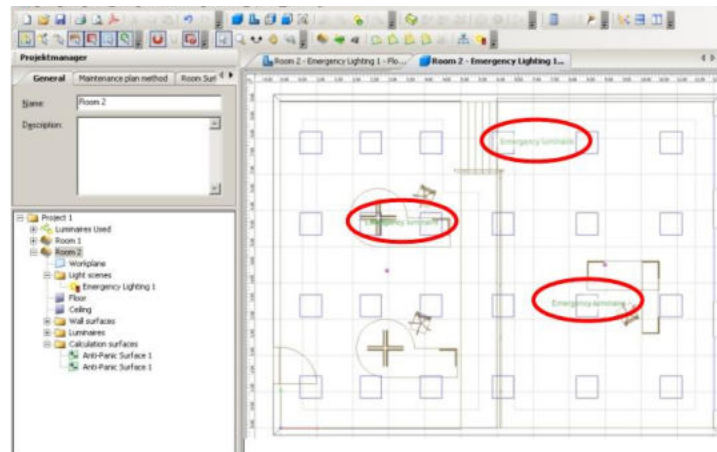 Projektmanager
General
Maintenance plan method
Room Surf
Name:
Room 2
Description:
Project 1
Luminaires Used
Room 1
Room 2
Workplane
Light scenes
Emergency Lighting 1
Floor
Ceiling
Wall surfaces
Luminaires
Calculation surfaces
Anti-Panic Surface 1
Anti-Panic Surface 1
Room 2 - Emergency Lighting 1 - Flo...
Room 2 - Emergency Lighting 1...
Emergency luminaire
Emergency luminaire
Emergency luminaire